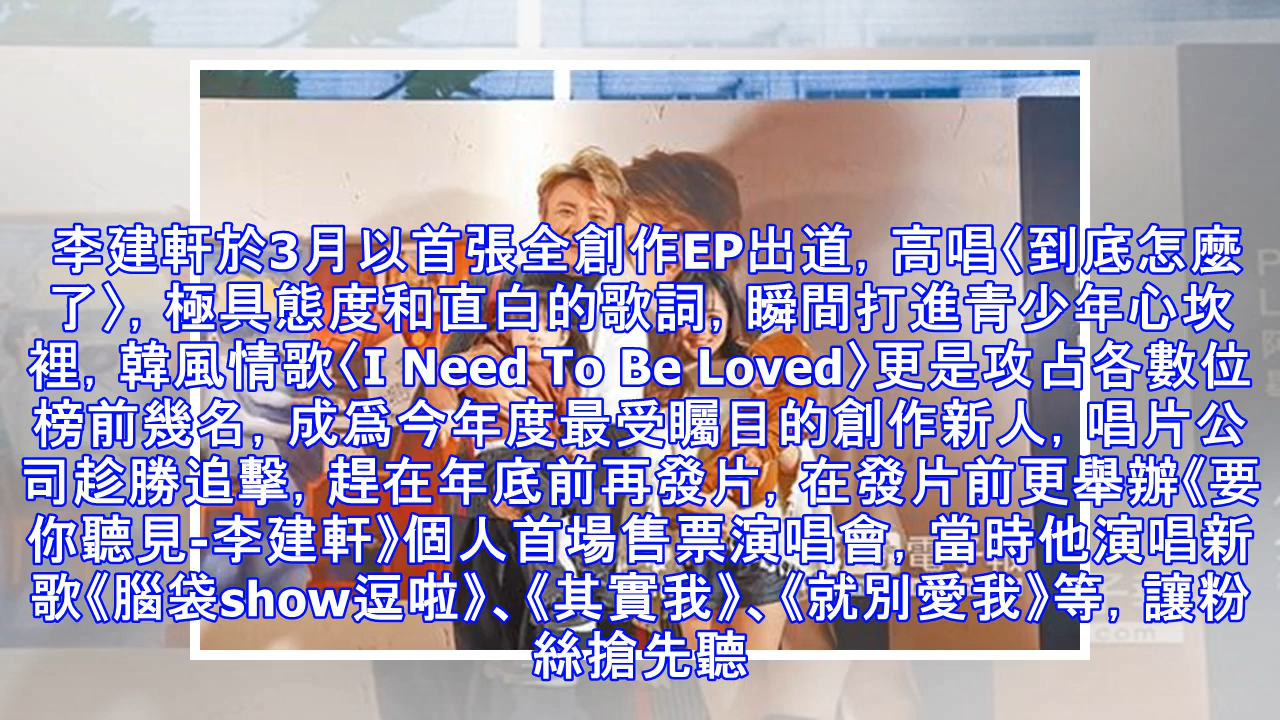 李建軒於3月以首張全創作EP出道, 高唱〈到底怎麼
了〉, 極具態度和直白的歌詞, 瞬間打進青少年心坎
裡, 韓風情歌〈I Need To Be Loved〉更是攻占各數位
榜前幾名, 成爲今年度最受矚目的創作新人, 唱片公
司趁勝追擊, 趕在年底前再發片, 在發片前更舉辦《要
你聽見-李建軒》個人首場售票演唱會, 當時他演唱新
歌《腦袋show逗啦》、《其實我》、《就別愛我》等, 讓粉
絲搶先聽